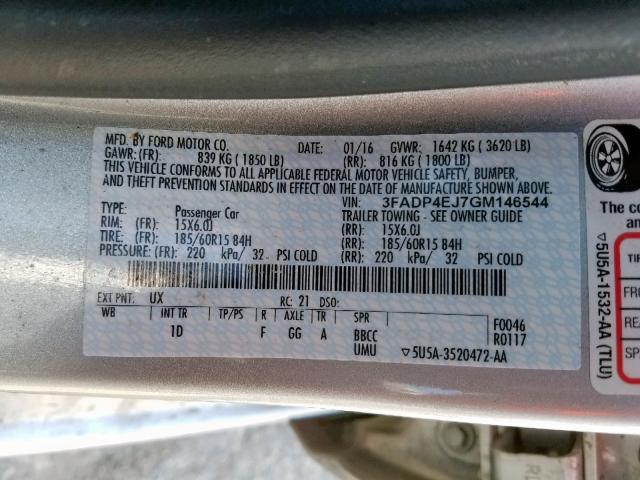 MFD. BY FORD MOTOR CO. DATE: 01/16 GVWR: 1642 KG ( 3620 LB)
GAWR: (FR): 839 KG ( 1850 LB) (RR): 816 KG ( 1800 LB)
THIS VEHICLE CONFORMS TO ALL APPLICABLE FEDERAL MOTOR VEHICLE SAFETY, BUMPER,
AND THEFT PREVENTION STANDARDS IN EFFECT ON THE DATE OF MANUFACTURE SHOWN ABOVE.
VIN: 3FADP4EJ7GM146544
TYPE: Passenger Car TRAILER TOWING - SEE OWNER GUIDE
RIM: (FR): 15X6.0J (RR): 15X6.0J
TIRE (FR): 185/60R15 84H (RR): 185/60R15 84H
PRESSURE: (FR): 220 kPa/ 32 PSI COLD (RR): 220 kPa/ 32 PSI COLD
EXT PNT: UX RC: 21 DSO:
WB INT TR TP/PS R AXLE TR SPR F0046
1D F GG A BBCC R0117
UMU ▽5U5A-3520472-AA
▽5U5A-1532-AA (TLU)
The co
TI
FRO
REA
SP